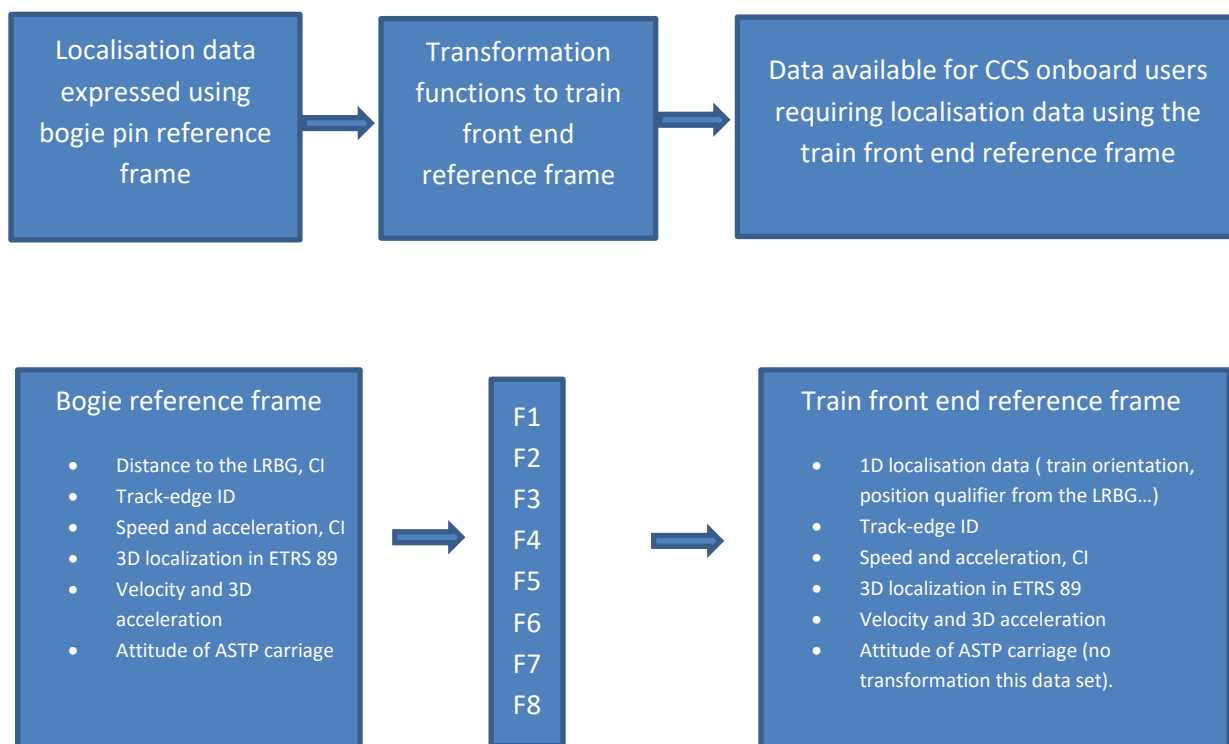 Localisation data
expressed using
bogie pin reference
frame
Transformation
functions to train
front end
reference frame
Data available for CCS onboard users
requiring localisation data using the
train front end reference frame
Bogie reference frame
• Distance to the LRBG, CI
• Track-edge ID
• Speed and acceleration, CI
• 3D localization in ETRS 89
• Velocity and 3D
acceleration
• Attitude of ASTP carriage
F1
F2
F3
F4
F5
F6
F7
F8
Train front end reference frame
• 1D localisation data ( train orientation,
position qualifier from the LRBG…)
• Track-edge ID
• Speed and acceleration, CI
• 3D localization in ETRS 89
• Velocity and 3D acceleration
• Attitude of ASTP carriage (no
transformation this data set).